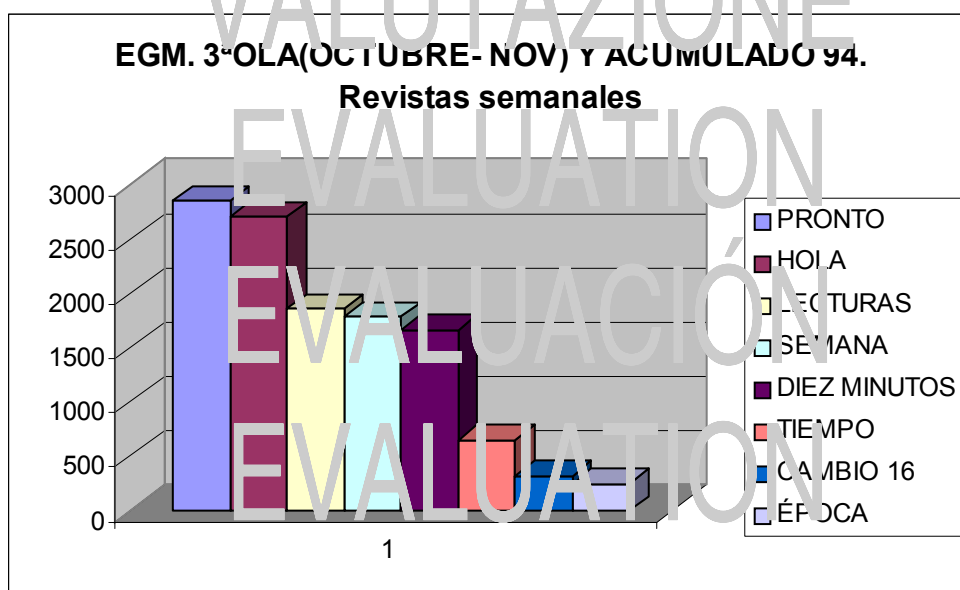 VALUTAZIONE
EGM. 3ªOLA(OCTUBRE- NOV) Y ACUMULADO 94.
Revistas semanales
EVALUATION
3000
2500
2000
1500
1000
500
0
1
EVALUACIÓN
EVALUATION
PRONTO
HOLA
LECTURAS
SEMANA
DIEZ MINUTOS
TIEMPO
CAMBIO 16
ÉPOCA